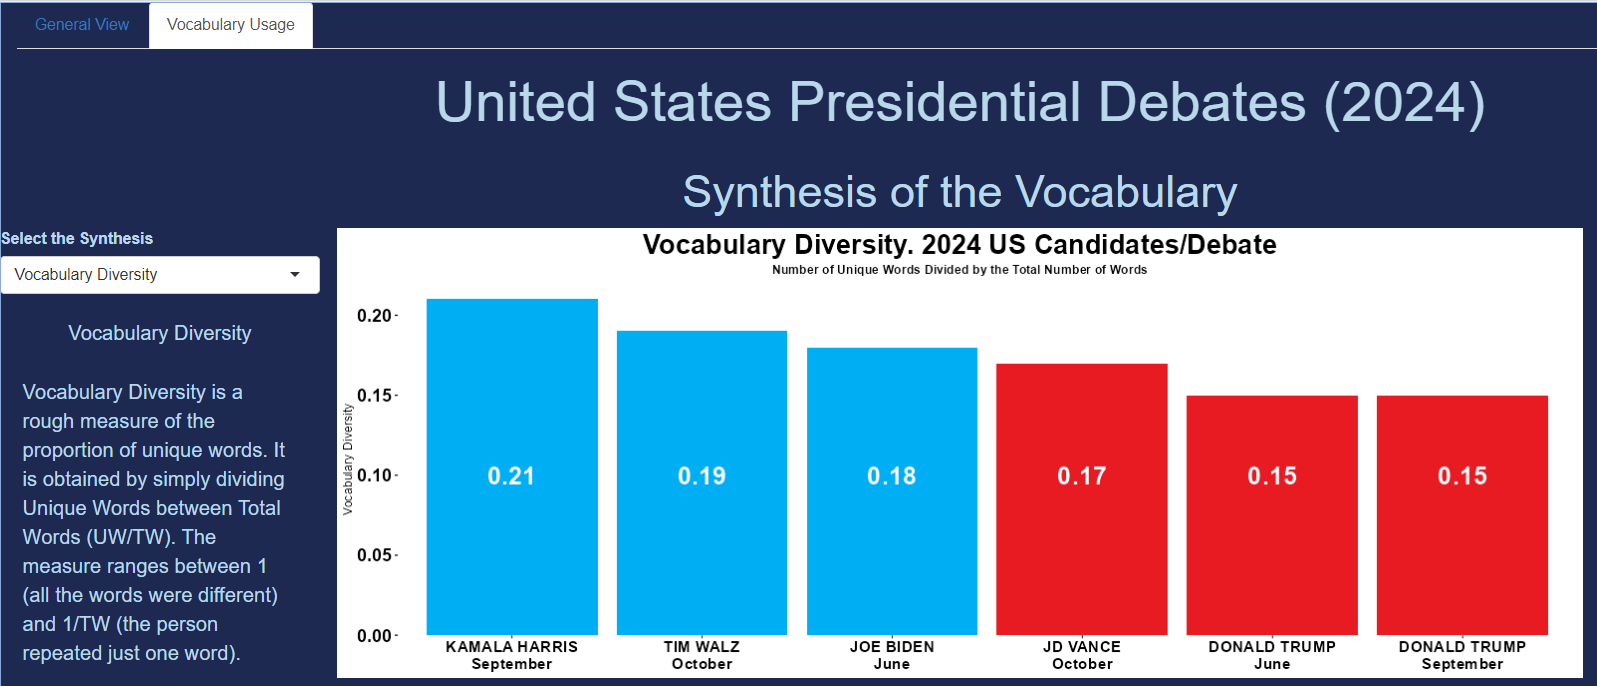 General View
Vocabulary Usage
United States Presidential Debates (2024)
Synthesis of the Vocabulary
Select the Synthesis
Vocabulary Diversity
Vocabulary Diversity
Vocabulary Diversity is a
rough measure of the
proportion of unique words. It
is obtained by simply dividing
Unique Words between Total
Words (UW/TW). The
measure ranges between 1
(all the words were different)
and 1/TW (the person
repeated just one word).
Vocabulary Diversity. 2024 US Candidates/Debate
Number of Unique Words Divided by the Total Number of Words
Vocabulary Diversity
0.20
0.15
0.10
0.05
0.00
0.21
0.19
0.18
0.17
0.15
0.15
KAMALA HARRIS
September
TIM WALZ
October
JOE BIDEN
June
JD VANCE
October
DONALD TRUMP
June
DONALD TRUMP
September